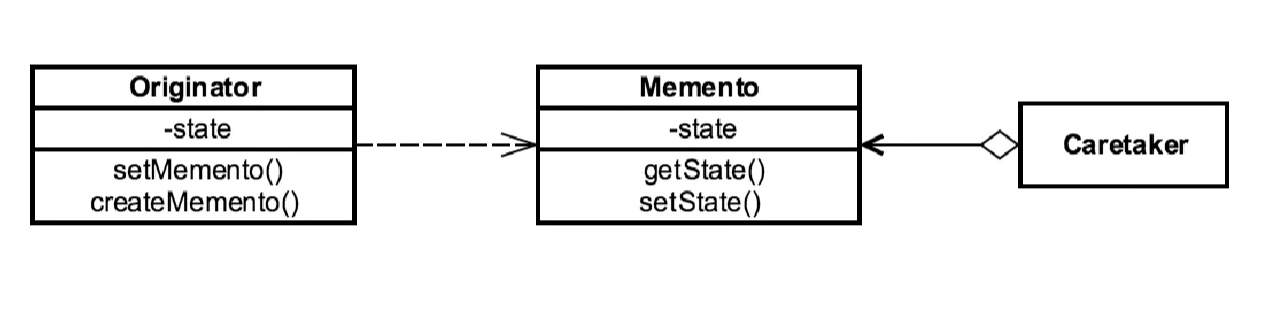 Originator
-state
setMemento()
createMemento()
Memento
-state
getState()
setState()
Caretaker